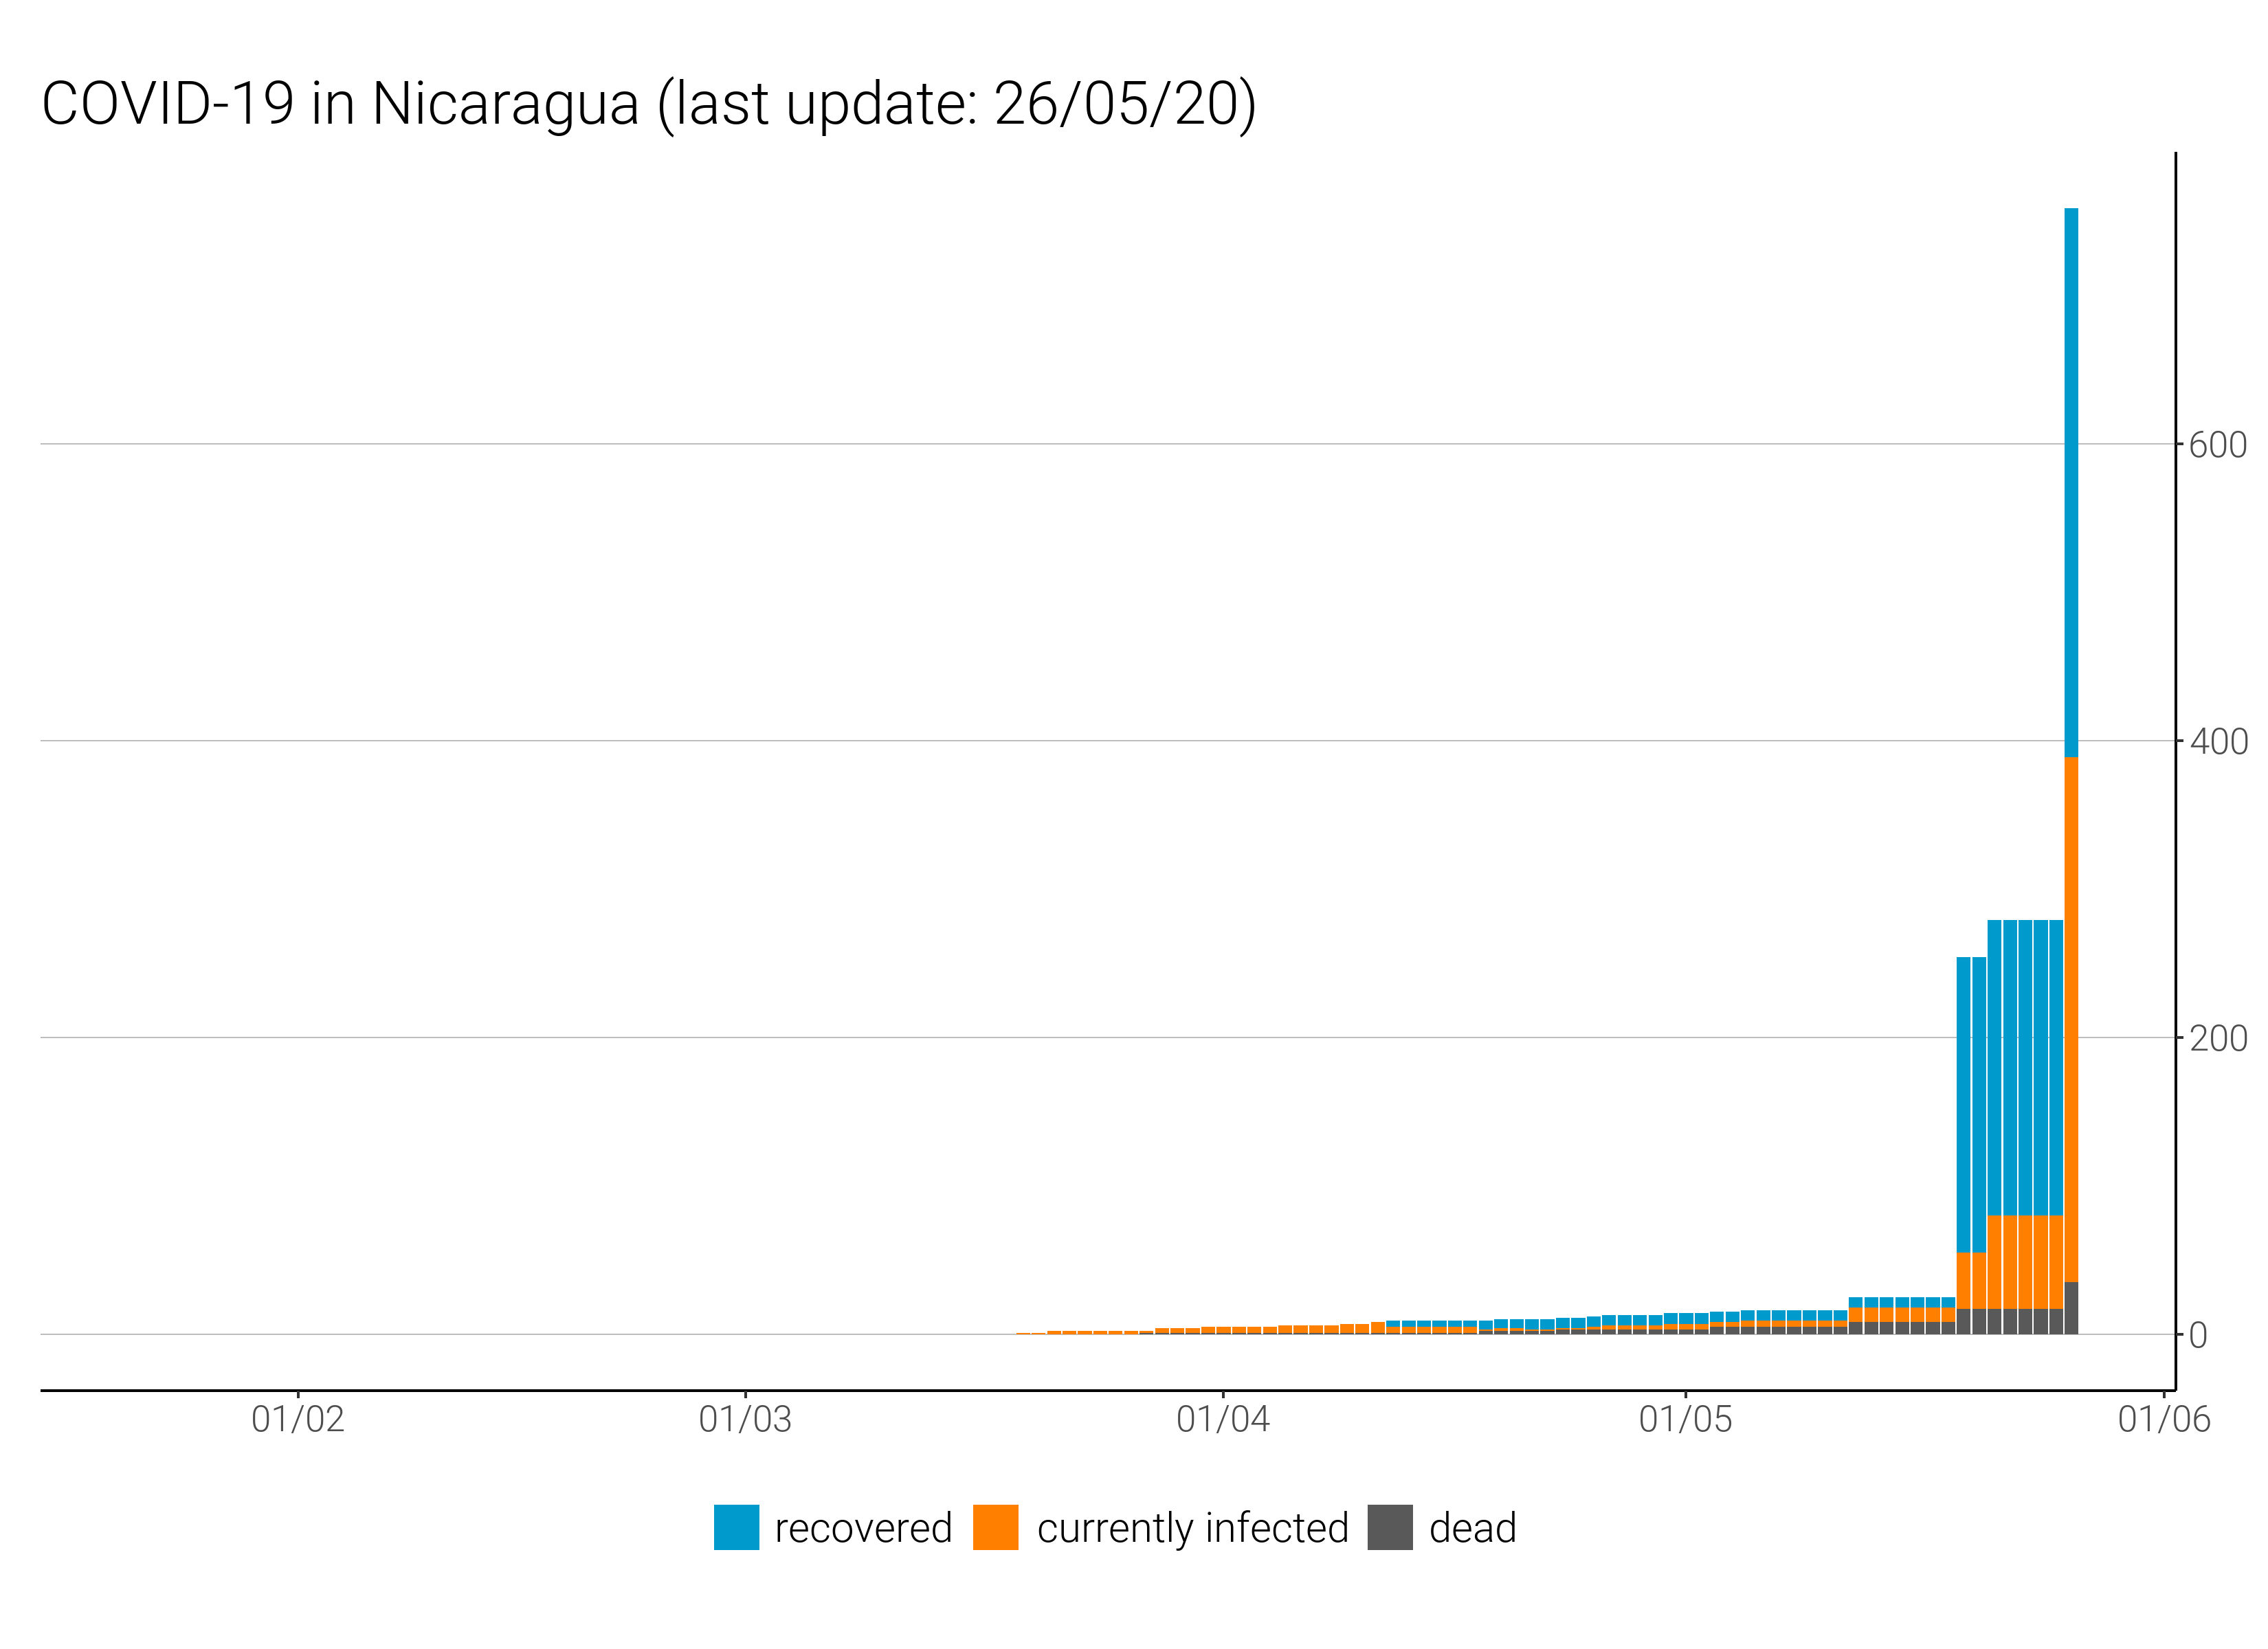 COVID-19 in Nicaragua (last update: 26/05/20)
600
400
200
0
01/02 01/03 01/04 01/05 01/06
recovered currently infected dead